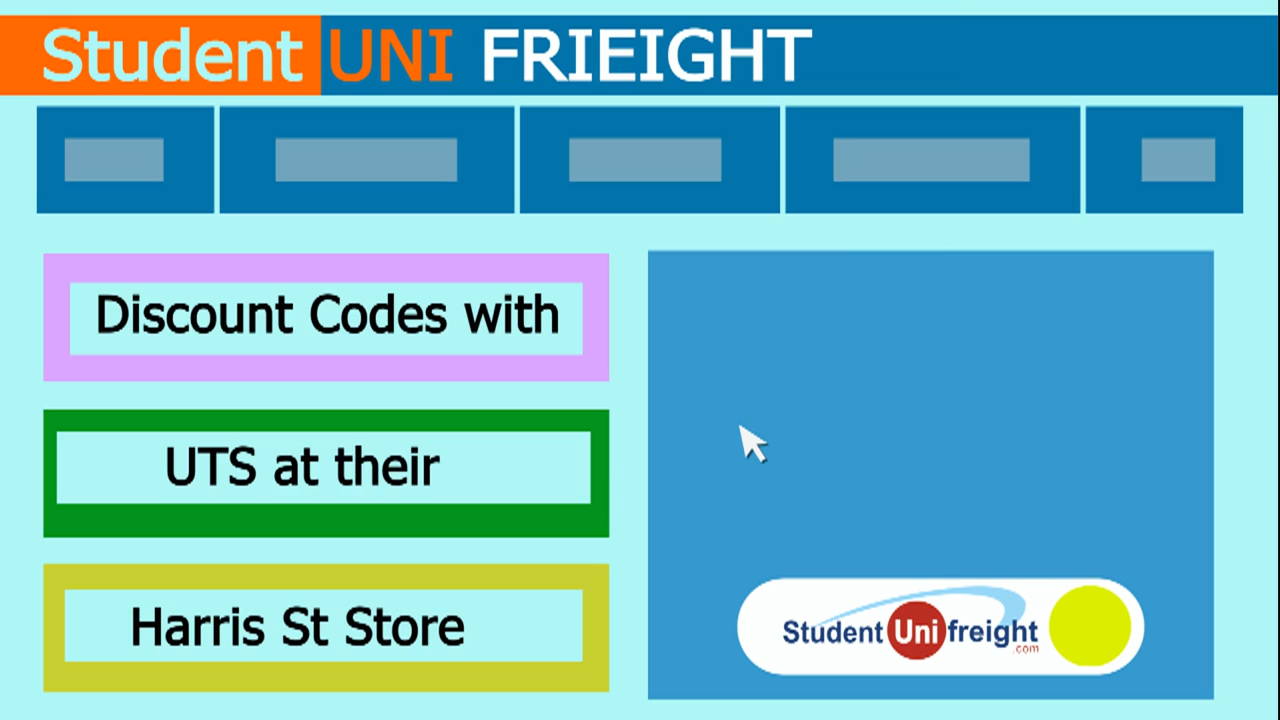 Student UNI FRIEIGHT
Discount Codes with
UTS at their
Harris St Store
Student Uni freight
.com